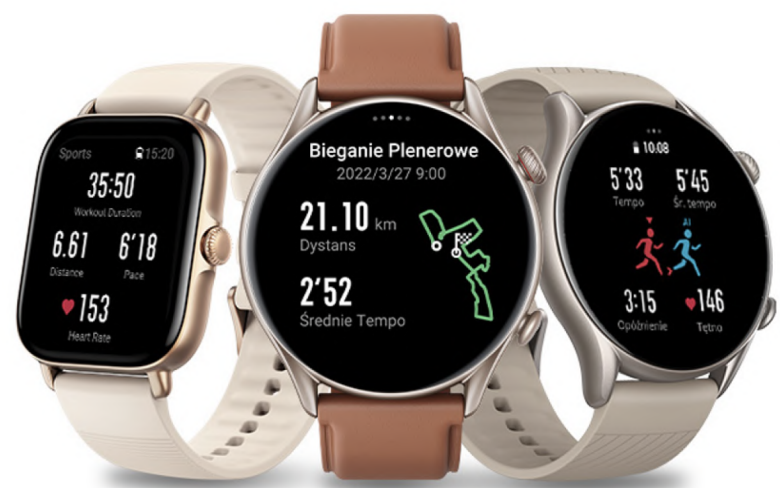 Sports
15:20
35:50
Workout Duration
6.61
6'18
Distance
Pace
153
Heart Rate
Bieganie Plenerowe
2022/3/27 9:00
21.10 km
Dystans
2'52
Średnie Tempo
10:08
5'33
5'45
Tempo
Śr. tempo
AI
3:15
146
Opóźnienie
Tętno